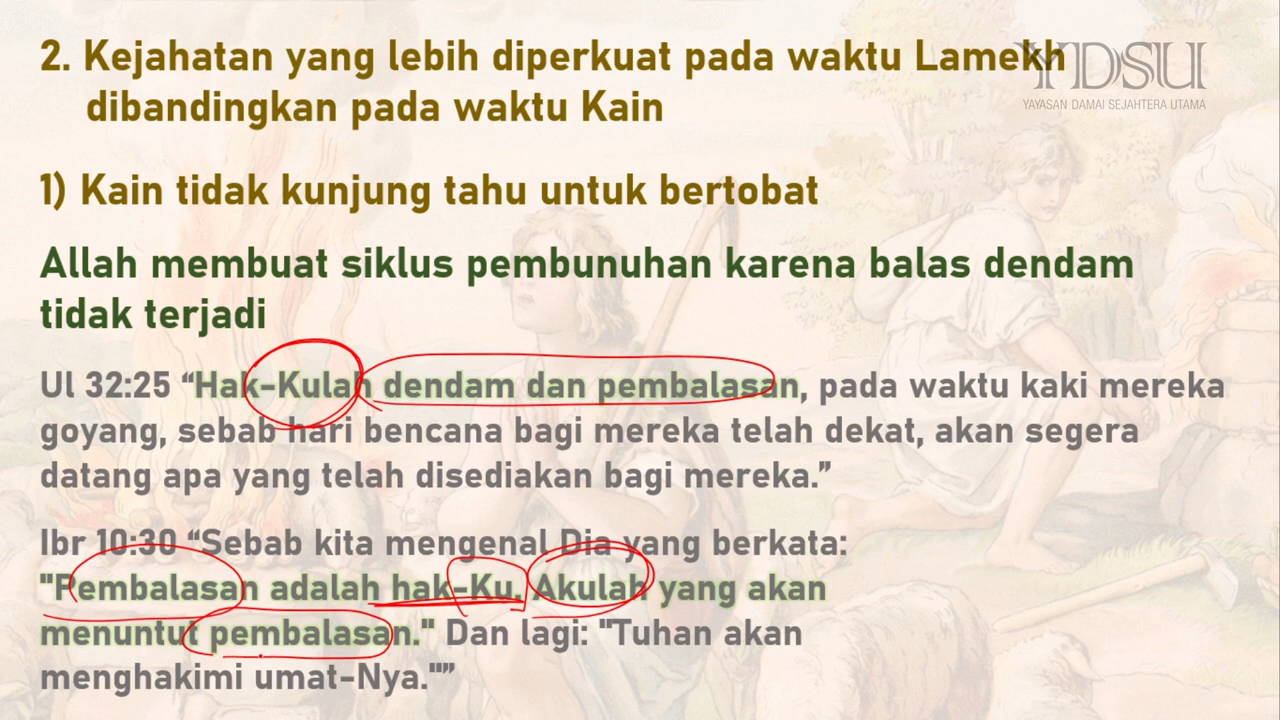 2. Kejahatan yang lebih diperkuat pada waktu Lamekh
dibandingkan pada waktu Kain
YDSU
YAYASAN DAMAI SEJAHTERA UTAMA
1) Kain tidak kunjung tahu untuk bertobat
Allah membuat siklus pembunuhan karena balas dendam
tidak terjadi
Ul 32:25 “Hak-Kulah dendam dan pembalasan, pada waktu kaki mereka
goyang, sebab hari bencana bagi mereka telah dekat, akan segera
datang apa yang telah disediakan bagi mereka.”
Ibr 10:30 “Sebab kita mengenal Dia yang berkata:
"Pembalasan adalah hak-Ku. Akulah yang akan
menuntut pembalasan." Dan lagi: "Tuhan akan
menghakimi umat-Nya."”